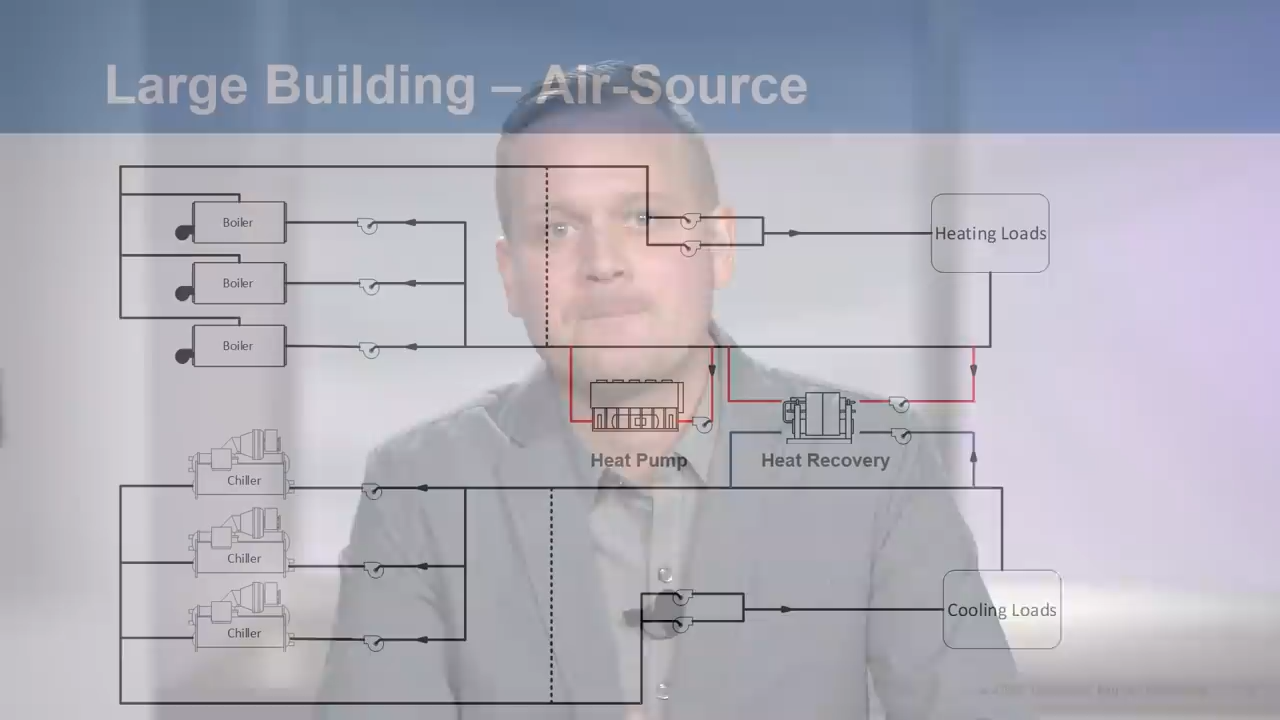 Large Building – Air-Source
Boiler
Heating Loads
Boiler
Boiler
Heat Pump
Heat Recovery
Chiller
Chiller
Cooling Loads
Chiller